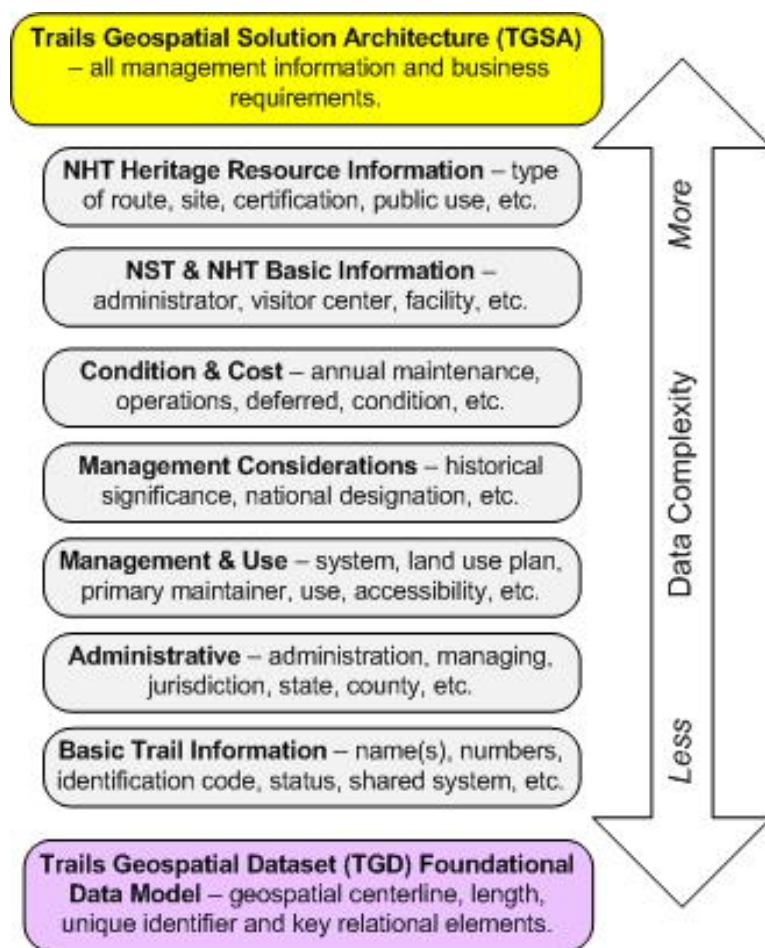 Trails Geospatial Solution Architecture (TGSA)
– all management information and business
requirements.
NHT Heritage Resource Information – type
of route, site, certification, public use, etc.
NST & NHT Basic Information –
administrator, visitor center, facility, etc.
Condition & Cost – annual maintenance,
operations, deferred, condition, etc.
Management Considerations – historical
significance, national designation, etc.
Management & Use – system, land use plan,
primary maintainer, use, accessibility, etc.
Administrative – administration, managing,
jurisdiction, state, county, etc.
Basic Trail Information – name(s), numbers,
identification code, status, shared system, etc.
Trails Geospatial Dataset (TGD) Foundational
Data Model – geospatial centerline, length,
unique identifier and key relational elements.
More
Data Complexity
Less